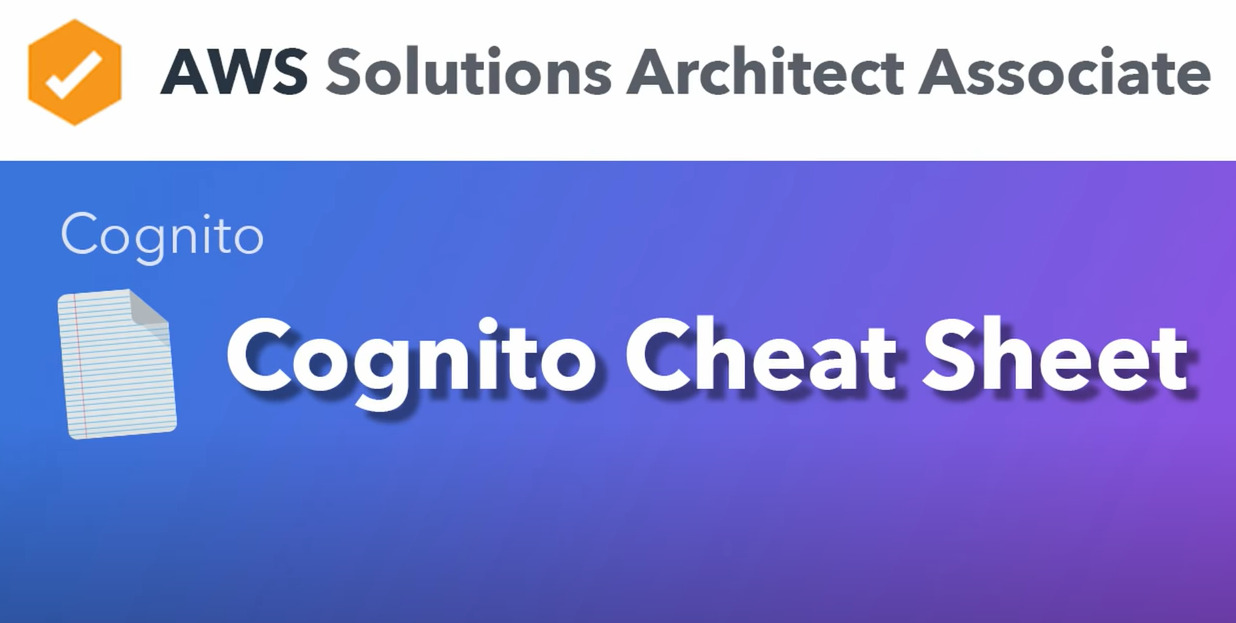 AWS Solutions Architect Associate
Cognito
Cognito Cheat Sheet